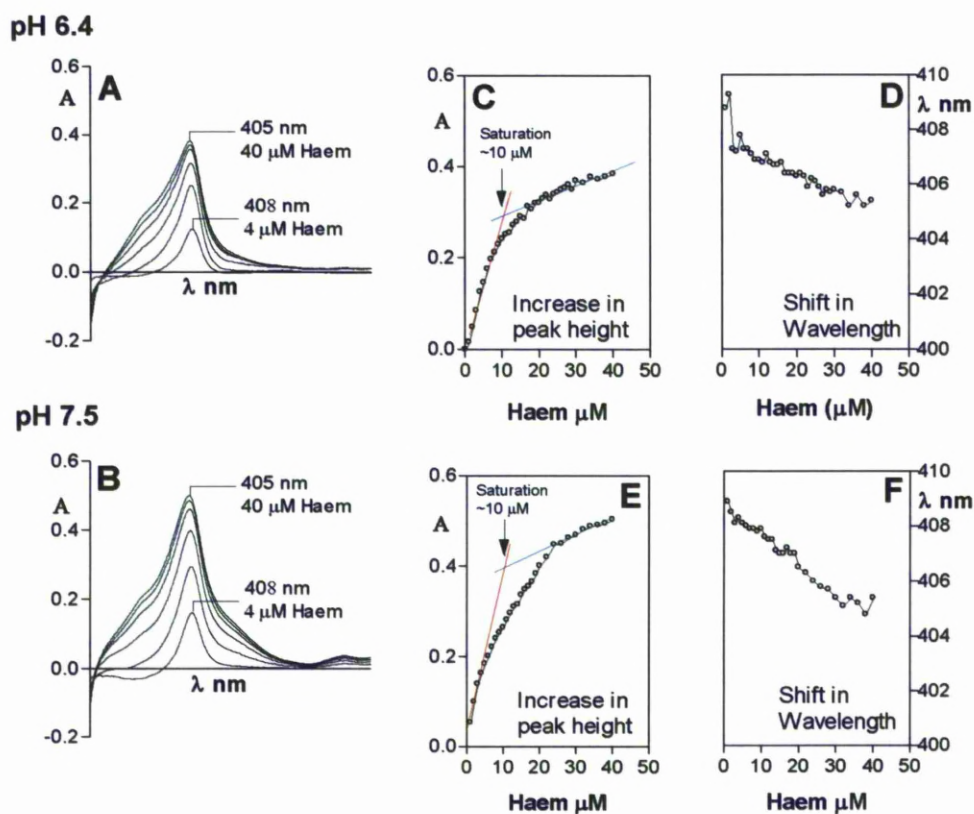 pH 6.4
0.6
A
A
0.4
0.2
0.0
-0.2
405 nm
40 µM Haem
408 nm
4 µM Haem
λ nm
0.6
A
C
0.4
0.2
0.0
Saturation
~10 µM
Increase in
peak height
0 10 20 30 40 50
Haem µM
D
410
λ nm
408
406
404
402
400
Shift in
Wavelength
0 10 20 30 40 50
Haem (µM)
pH 7.5
0.6
A
B
0.4
0.2
0.0
-0.2
405 nm
40 µM Haem
408 nm
4 µM Haem
λ nm
0.6
A
E
0.4
0.2
0.0
Saturation
~10 µM
Increase in
peak height
0 10 20 30 40 50
Haem µM
F
410
λ nm
408
406
404
402
400
Shift in
Wavelength
0 10 20 30 40 50
Haem µM